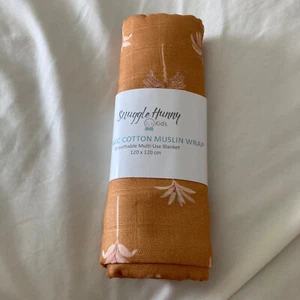 Snuggle Hunny
Kids
COTTON MUSLIN WRAP
Breathable Multi Use Blanket
120 x 120 cm